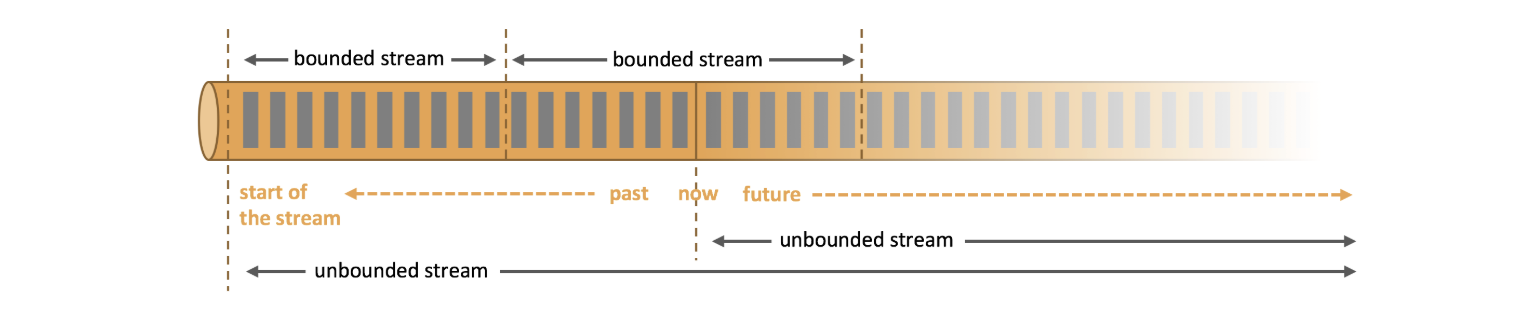 bounded stream
bounded stream
start of
the stream
past
now
future
unbounded stream
unbounded stream